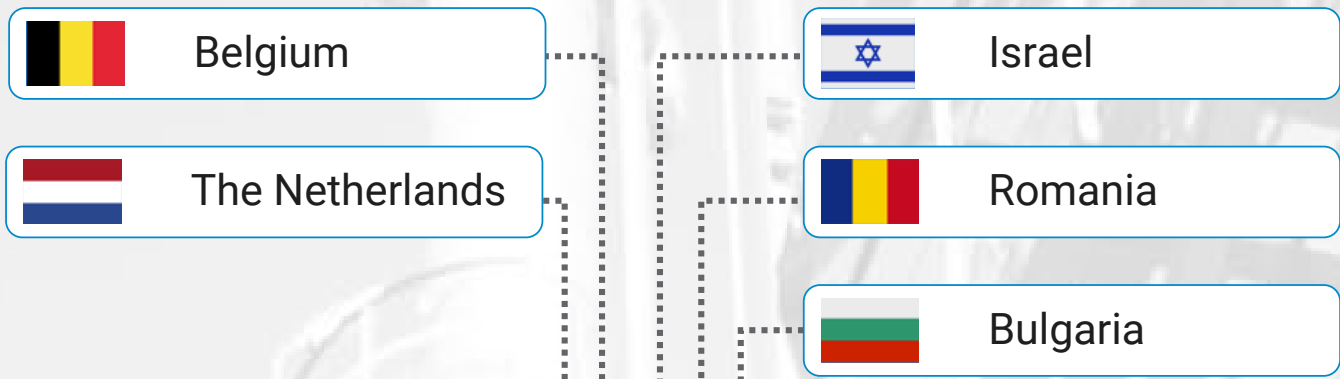 Belgium
The Netherlands
Israel
Romania
Bulgaria